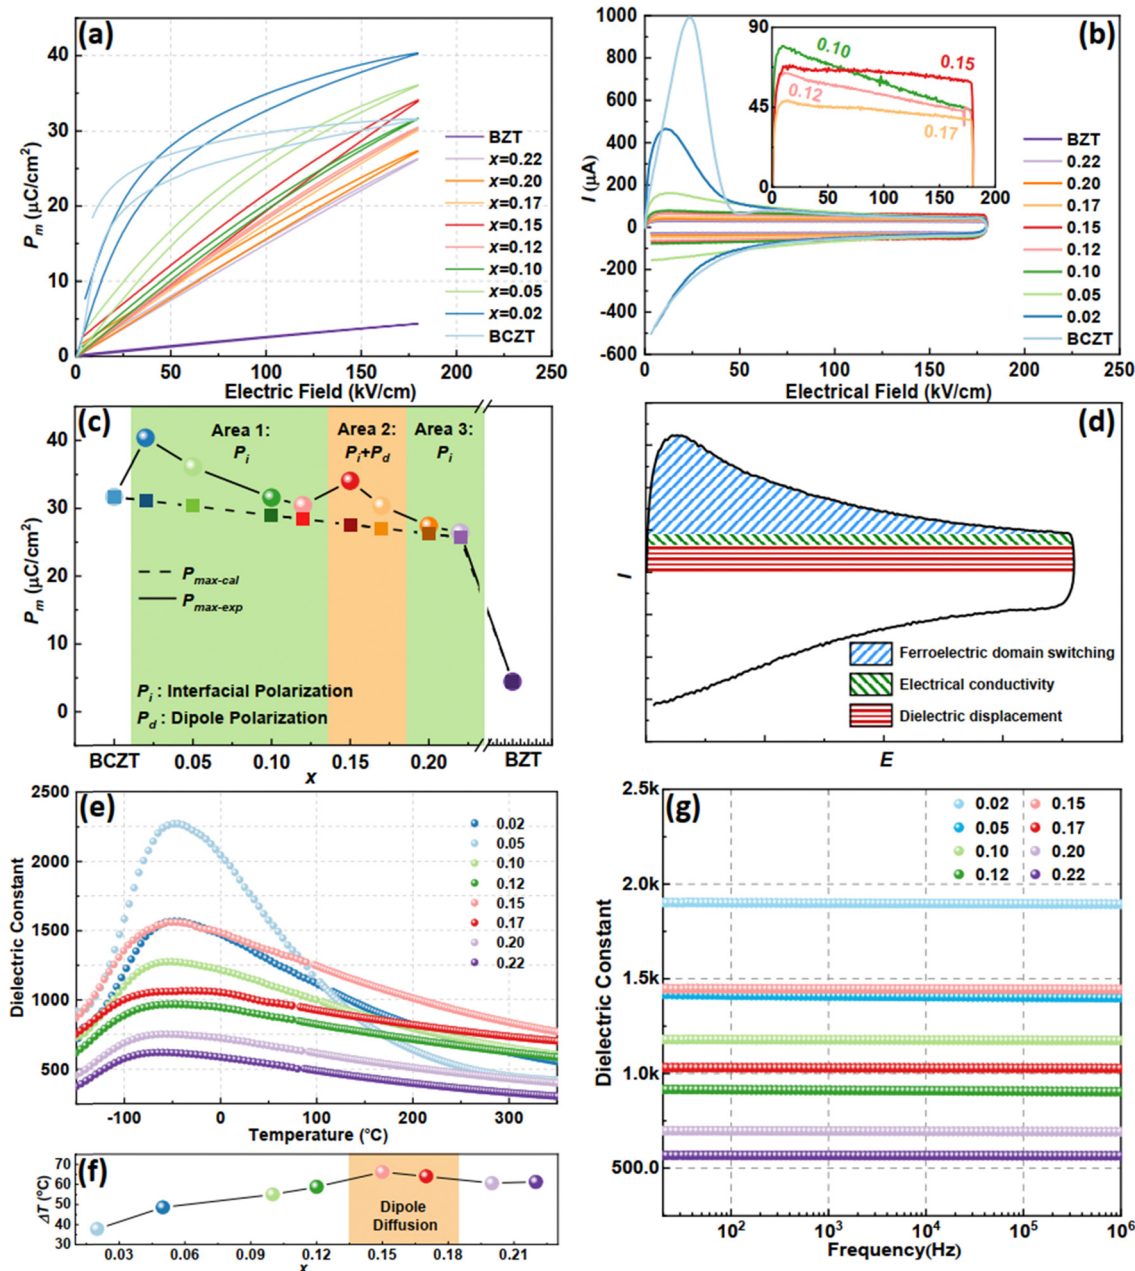 (a)
40
30
20
10
0
Pm (μC/cm2)
0 50 100 150 200 250
Electric Field (kV/cm)
BZT
x=0.22
x=0.20
x=0.17
x=0.15
x=0.12
x=0.10
x=0.05
x=0.02
BCZT
(b)
1000
800
600
400
200
0
-200
-400
-600
I (μA)
90
45
0
0 50 100 150 200
0.10
0.15
0.12
0.17
BZT
0.22
0.20
0.17
0.15
0.12
0.10
0.05
0.02
BCZT
0 50 100 150 200 250
Electrical Field (kV/cm)
(c)
40
30
20
10
0
Pm (μC/cm2)
Area 1:
Pi
Area 2:
Pi+Pd
Area 3:
Pi
Pmax-cal
Pmax-exp
Pi : Interfacial Polarization
Pd : Dipole Polarization
BCZT 0.05 0.10 0.15 0.20 BZT
x
(d)
I
Ferroelectric domain switching
Electrical conductivity
Dielectric displacement
E
(e)
2500
2000
1500
1000
500
Dielectric Constant
0.02
0.05
0.10
0.12
0.15
0.17
0.20
0.22
-100 0 100 200 300
Temperature (°C)
(f)
70
60
50
40
30
ΔT (°C)
Dipole
Diffusion
0.03 0.06 0.09 0.12 0.15 0.18 0.21
x
(g)
2.5k
2.0k
1.5k
1.0k
500.0
Dielectric Constant
0.02 0.15
0.05 0.17
0.10 0.20
0.12 0.22
102 103 104 105 106
Frequency(Hz)